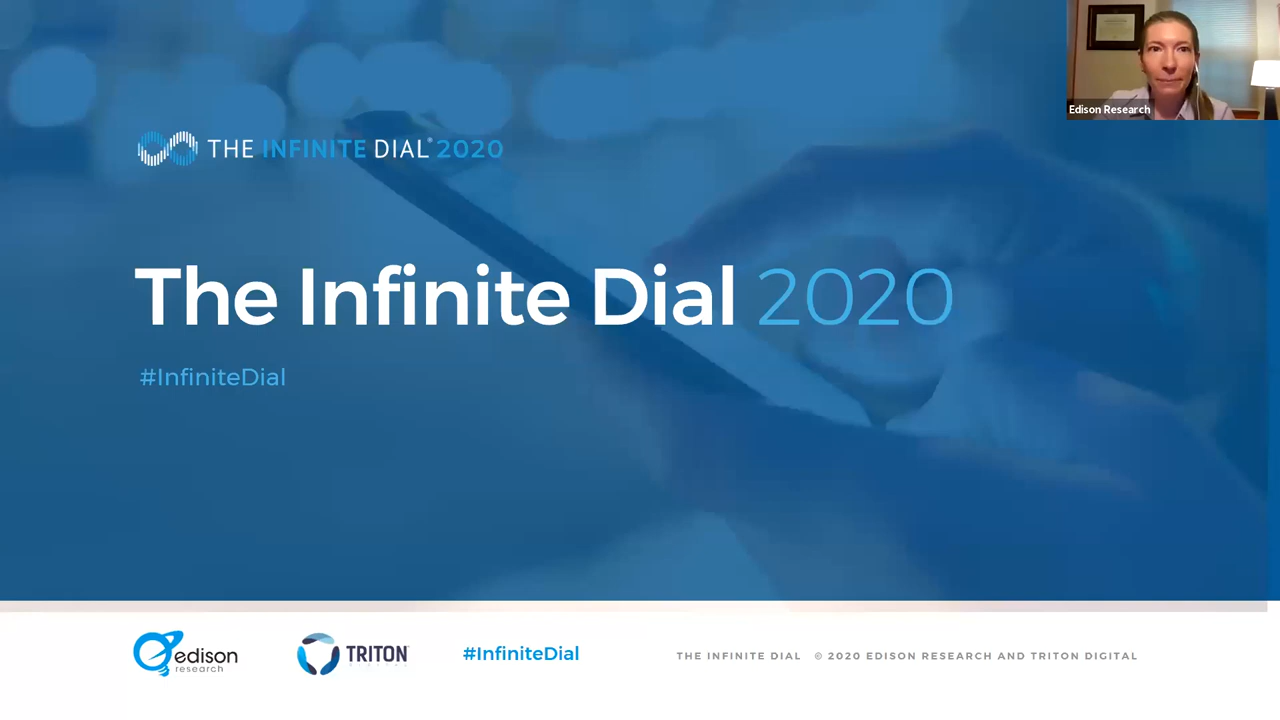 Edison Research
THE INFINITE DIAL® 2020
The Infinite Dial 2020
#InfiniteDial
edison
research
TRITON
#InfiniteDial
THE INFINITE DIAL © 2020 EDISON RESEARCH AND TRITON DIGITAL